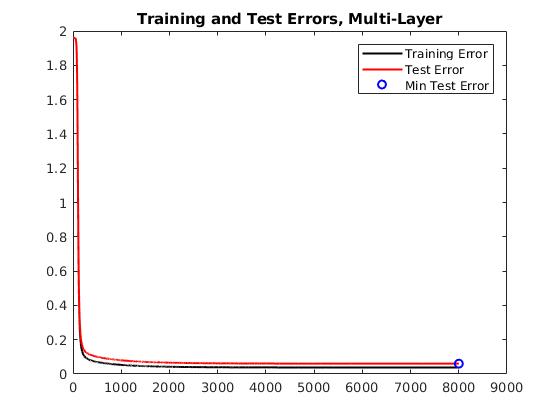 Training and Test Errors, Multi-Layer
2
1.8
1.6
1.4
1.2
1
0.8
0.6
0.4
0.2
0
Training Error
Test Error
Min Test Error
0 1000 2000 3000 4000 5000 6000 7000 8000 9000